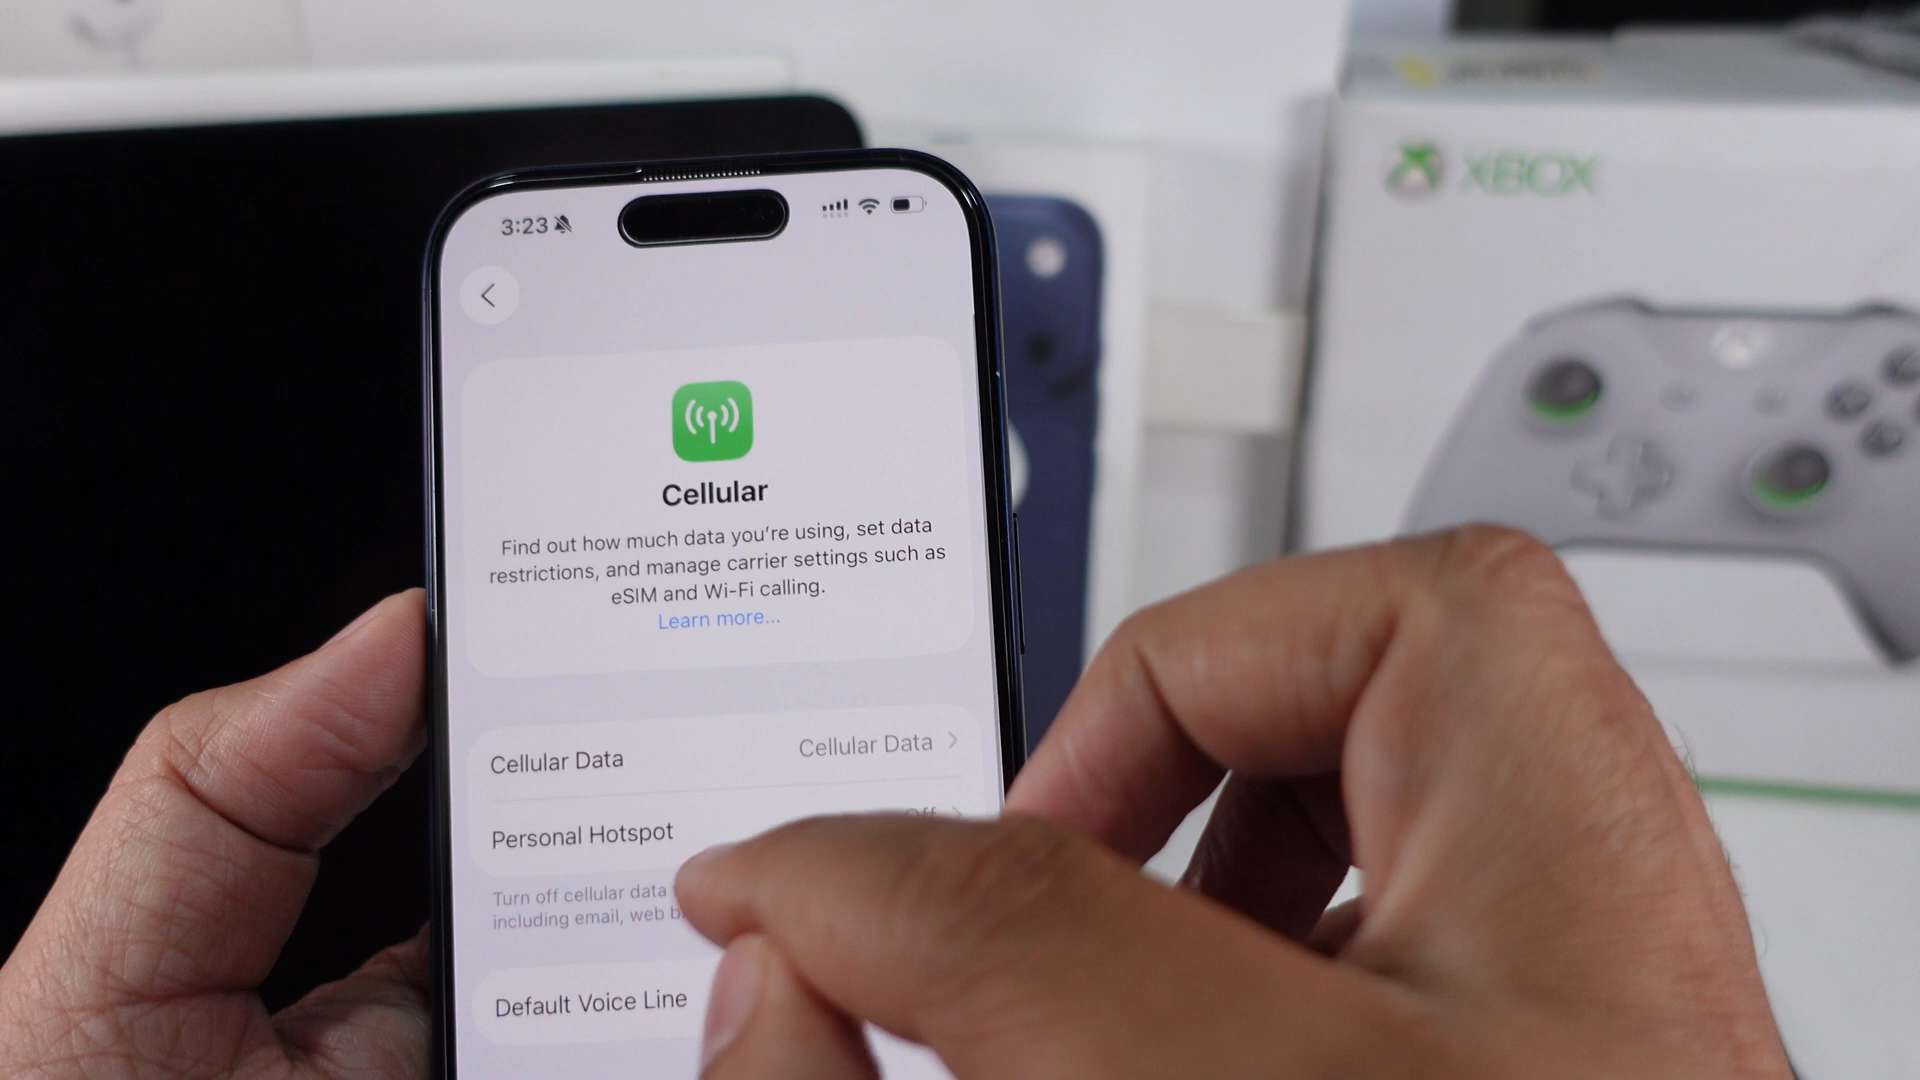 3:23
Cellular
Find out how much data you're using, set data
restrictions, and manage carrier settings such as
eSIM and Wi-Fi calling.
Learn more...
Cellular Data
Cellular Data
Personal Hotspot
Off
Turn off cellular data
including email, web
Default Voice Line
XBOX